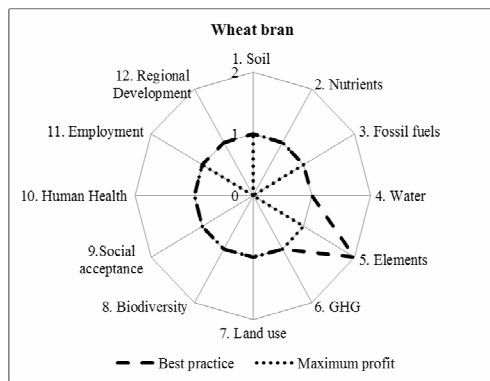 Wheat bran
1. Soil
2
12. Regional
Development
2. Nutrients
11. Employment
1
3. Fossil fuels
10. Human Health
0
4. Water
9.Social
acceptance
5. Elements
8. Biodiversity
6. GHG
7. Land use
Best practice
Maximum profit